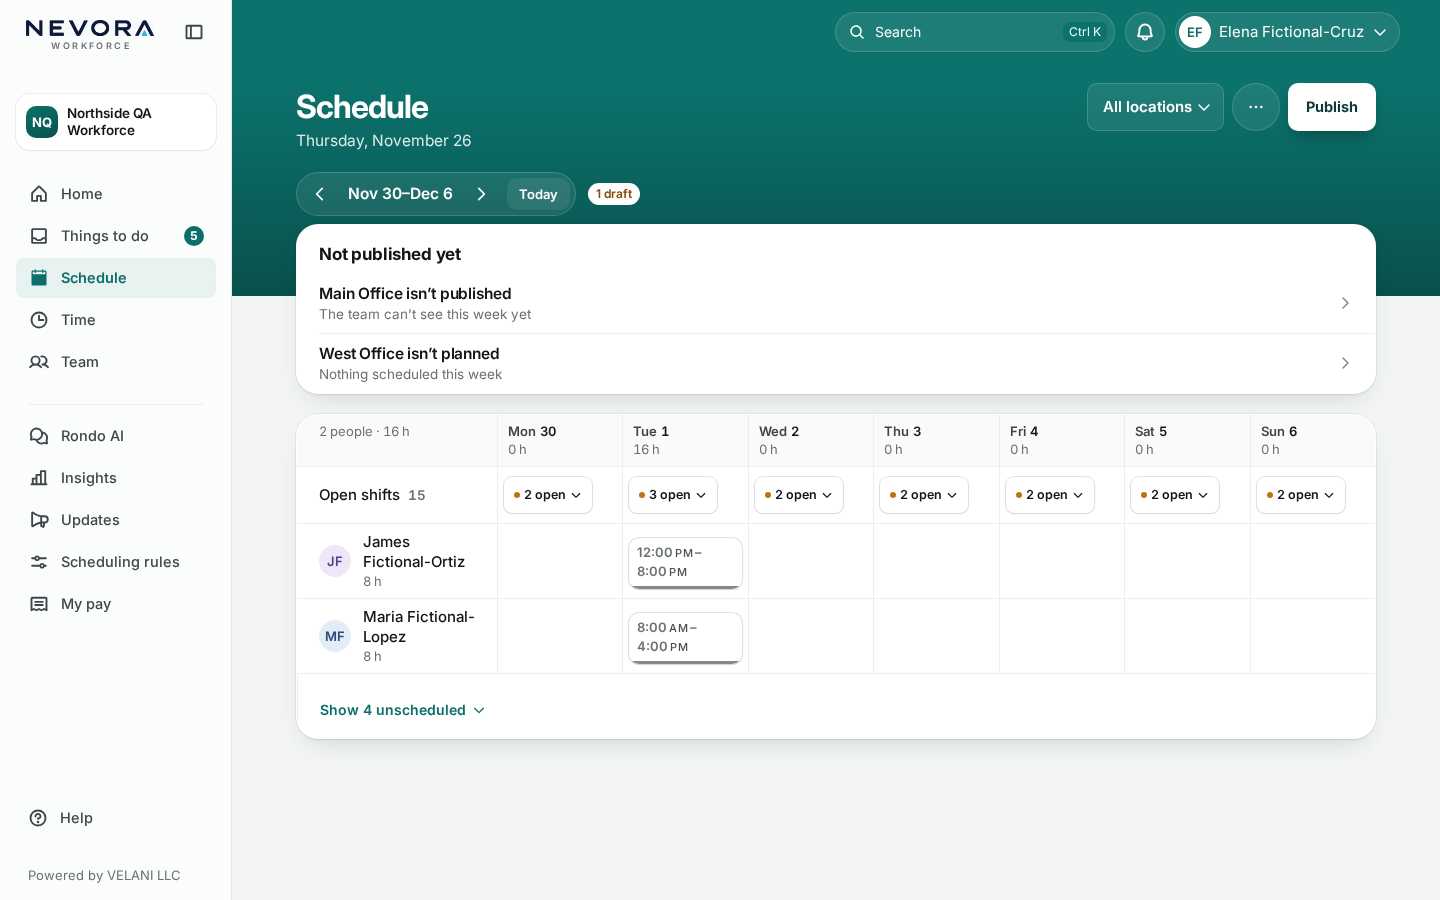 NEVORA
WORKFORCE
Search
Ctrl K
EF
Elena Fictional-Cruz
NQ
Northside QA
Workforce
Home
Things to do
5
Schedule
Time
Team
Rondo AI
Insights
Updates
Scheduling rules
My pay
Help
Powered by VELANI LLC
Schedule
Thursday, November 26
All locations
Publish
Nov 30–Dec 6
Today
1 draft
Not published yet
Main Office isn’t published
The team can’t see this week yet
West Office isn’t planned
Nothing scheduled this week
2 people · 16 h
Mon 30
0 h
Tue 1
16 h
Wed 2
0 h
Thu 3
0 h
Fri 4
0 h
Sat 5
0 h
Sun 6
0 h
Open shifts 15
2 open
3 open
2 open
2 open
2 open
2 open
2 open
JF
James
Fictional-Ortiz
8 h
12:00 PM–
8:00 PM
MF
Maria Fictional-
Lopez
8 h
8:00 AM–
4:00 PM
Show 4 unscheduled